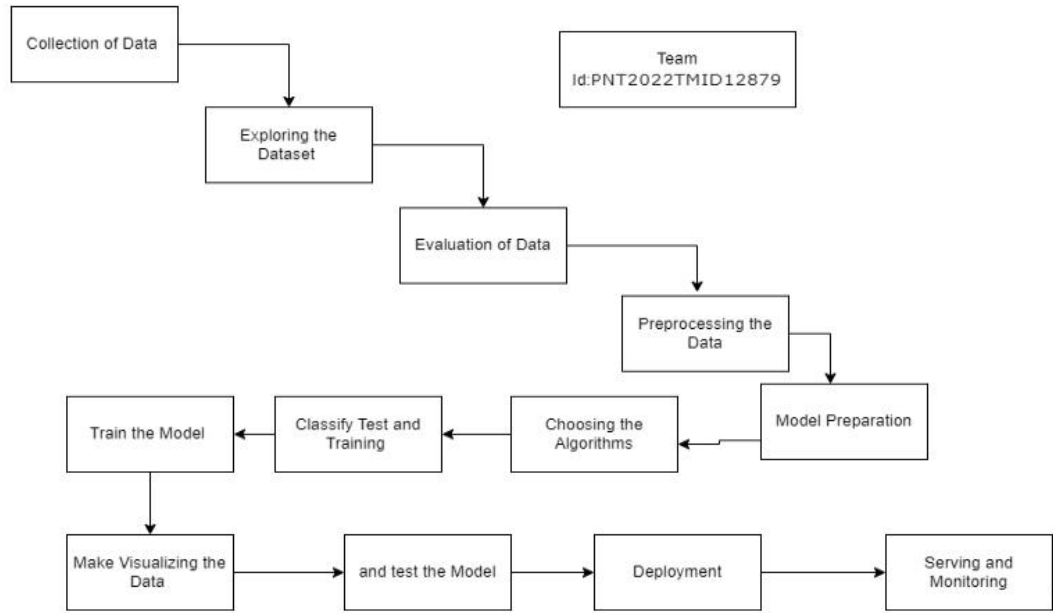 Collection of Data
Team
Id:PNT2022TMID12879
Exploring the
Dataset
Evaluation of Data
Preprocessing the
Data
Model Preparation
Choosing the
Algorithms
Classify Test and
Training
Train the Model
Make Visualizing the
Data
and test the Model
Deployment
Serving and
Monitoring